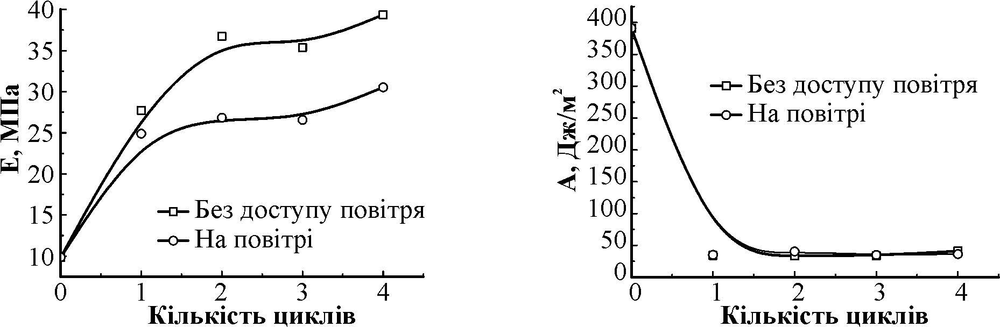 40
35
30
25
20
15
10
E, МПа
Без доступу повітря
На повітрі
0 1 2 3 4
Кількість циклів
400
350
300
250
200
150
100
50
0
А, Дж/м²
Без доступу повітря
На повітрі
0 1 2 3 4
Кількість циклів